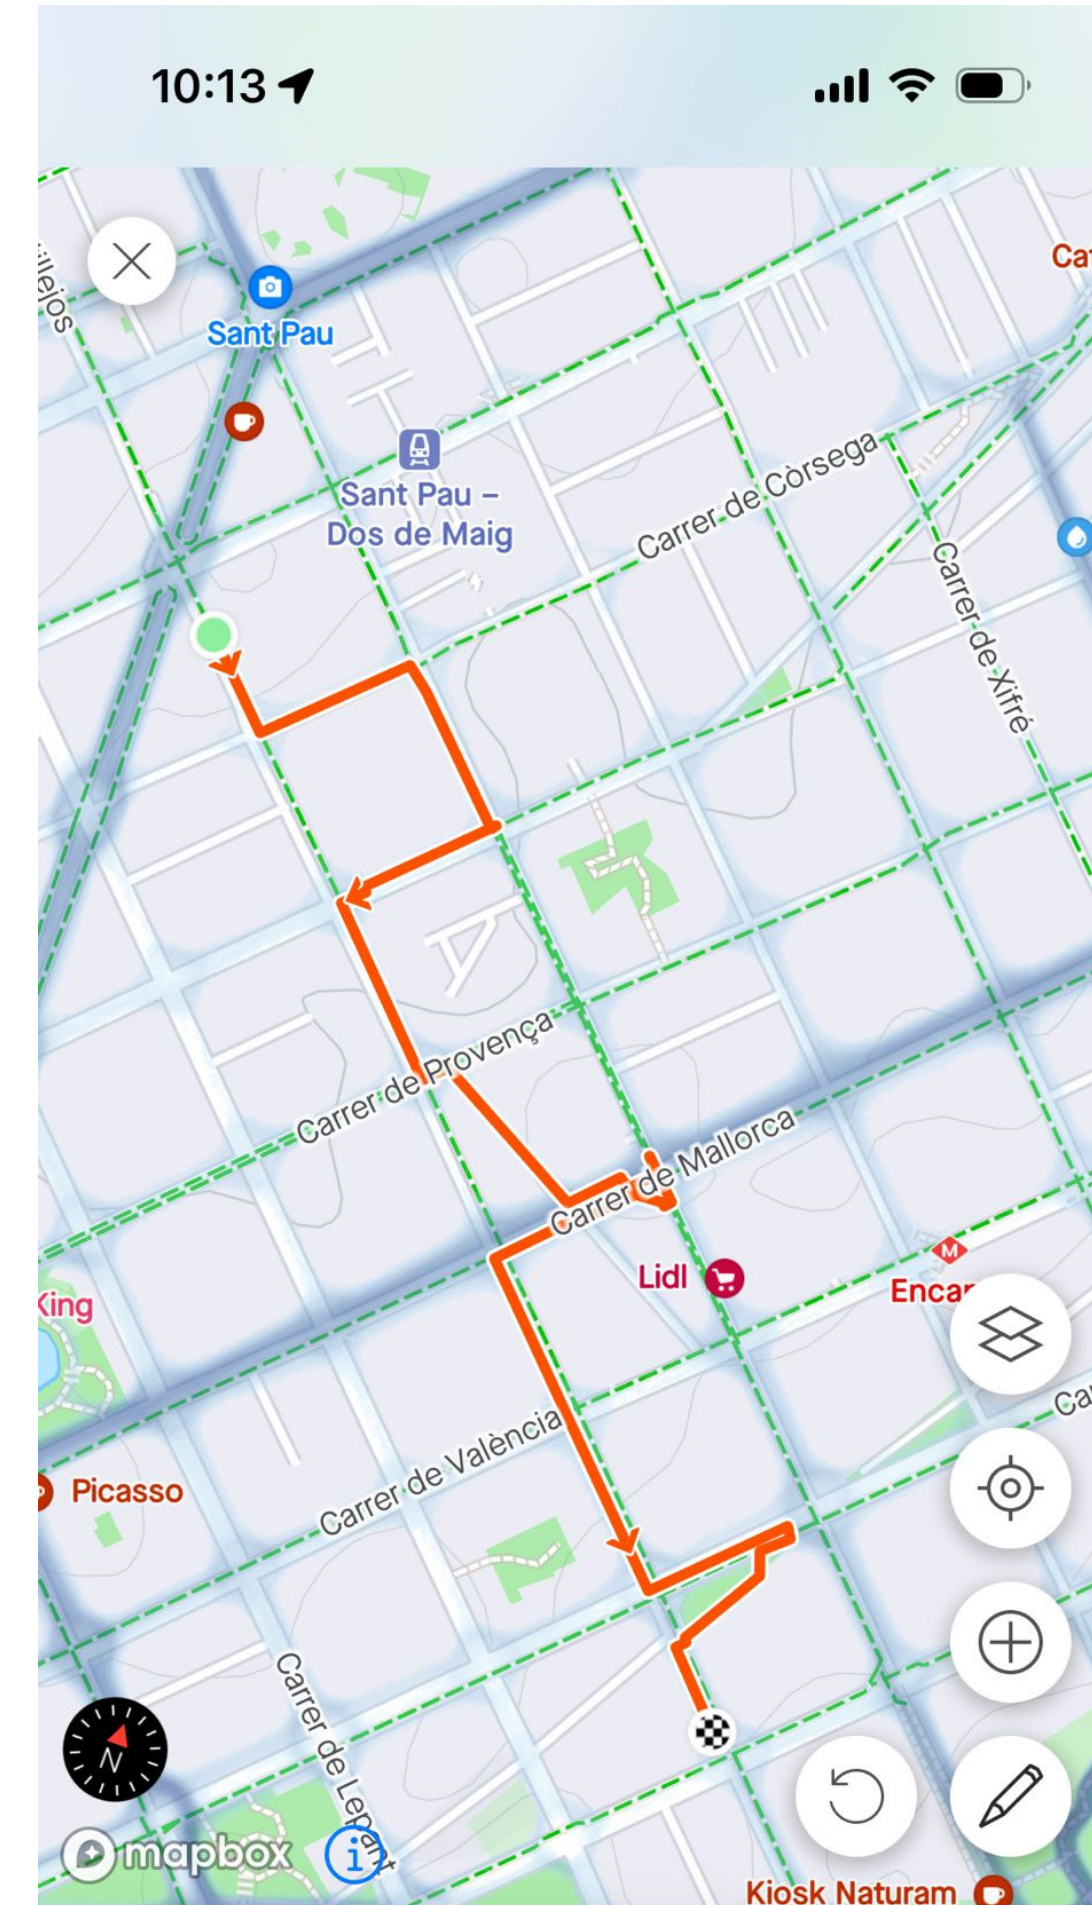 10:13
illejos
Sant Pau
Sant Pau –
Dos de Maig
Carrer de Còrsega
Carrer de Xifré
Carrer de Provença
Carrer de Mallorca
Lidl
M
King
Carrer de València
Picasso
Carrer de Lepant
N
mapbox
i
Kiosk Naturam